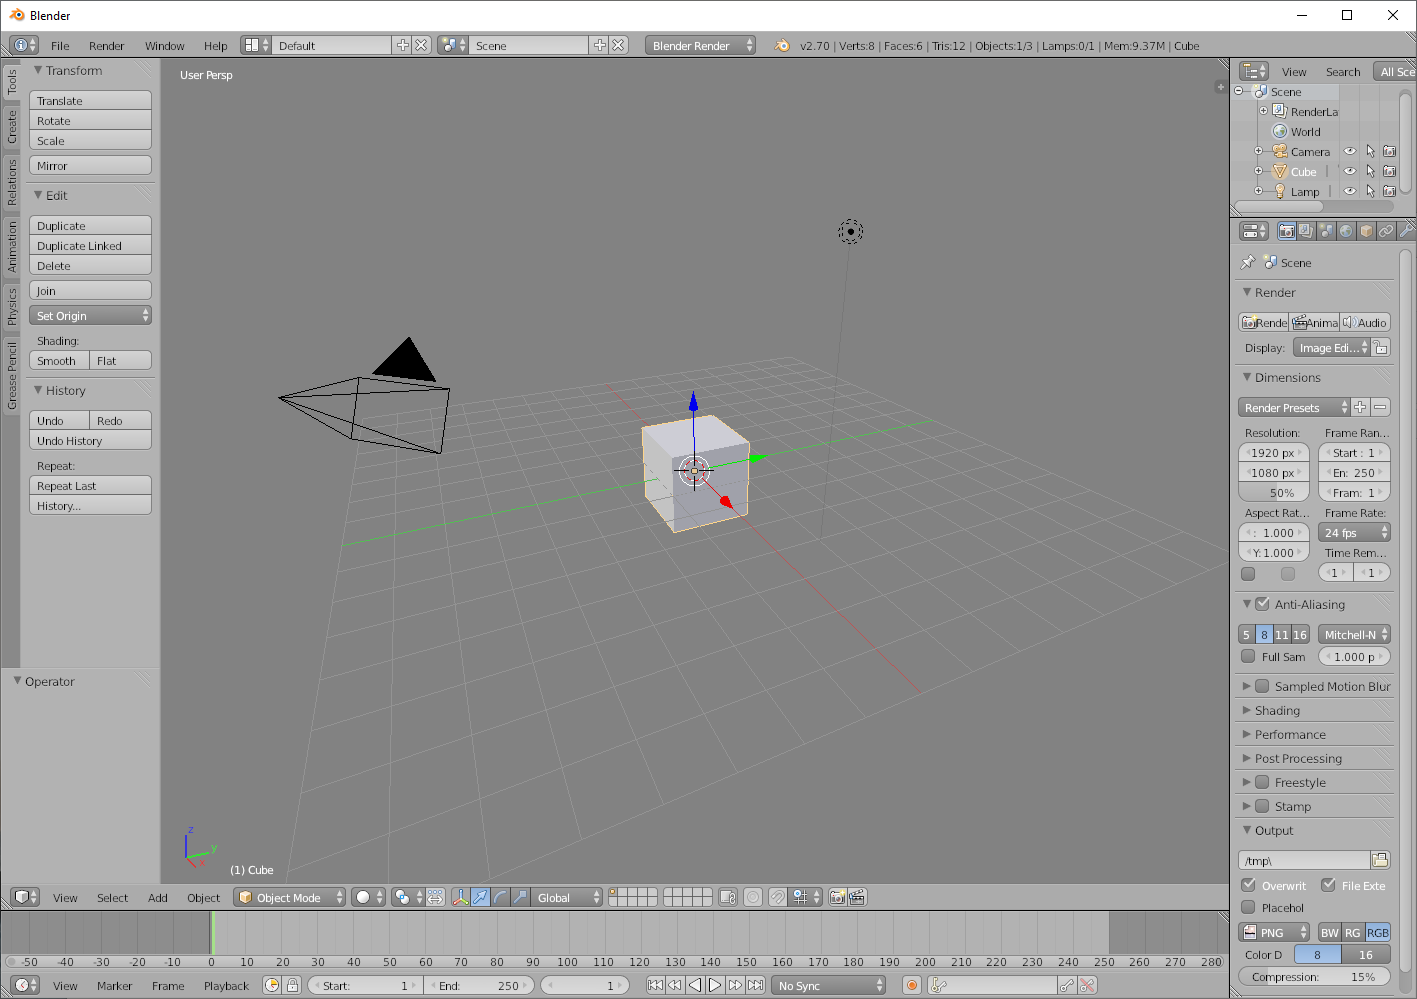 Blender
File Render Window Help Default Scene Blender Render v2.70 | Verts:8 | Faces:6 | Tris:12 | Objects:1/3 | Lamps:0/1 | Mem:9.37M | Cube
Tools
Create
Relations
Animation
Physics
Grease Pencil
Transform
Translate
Rotate
Scale
Mirror
Edit
Duplicate
Duplicate Linked
Delete
Join
Set Origin
Shading:
Smooth Flat
History
Undo Redo
Undo History
Repeat:
Repeat Last
History...
Operator
User Persp
z
y
x
(1) Cube
View Select Add Object Object Mode Global
View Search All Sce
Scene
RenderLa
World
Camera
Cube
Lamp
Scene
Render
Rende Anima Audio
Display: Image Edi...
Dimensions
Render Presets
Resolution: Frame Ran...
1920 px Start : 1
1080 px En: 250
50% Fram: 1
Aspect Rat... Frame Rate:
: 1.000 24 fps
Y:1.000 Time Rem...
1 1
Anti-Aliasing
5 8 11 16 Mitchell-N
Full Sam 1.000 p
Sampled Motion Blur
Shading
Performance
Post Processing
Freestyle
Stamp
Output
/tmp\
Overwrit File Exte
Placehol
PNG BW RG RGB
Color D 8 16
Compression: 15%
-50 -40 -30 -20 -10 0 10 20 30 40 50 60 70 80 90 100 110 120 130 140 150 160 170 180 190 200 210 220 230 240 250 260 270 280
View Marker Frame Playback Start: 1 End: 250 1 No Sync